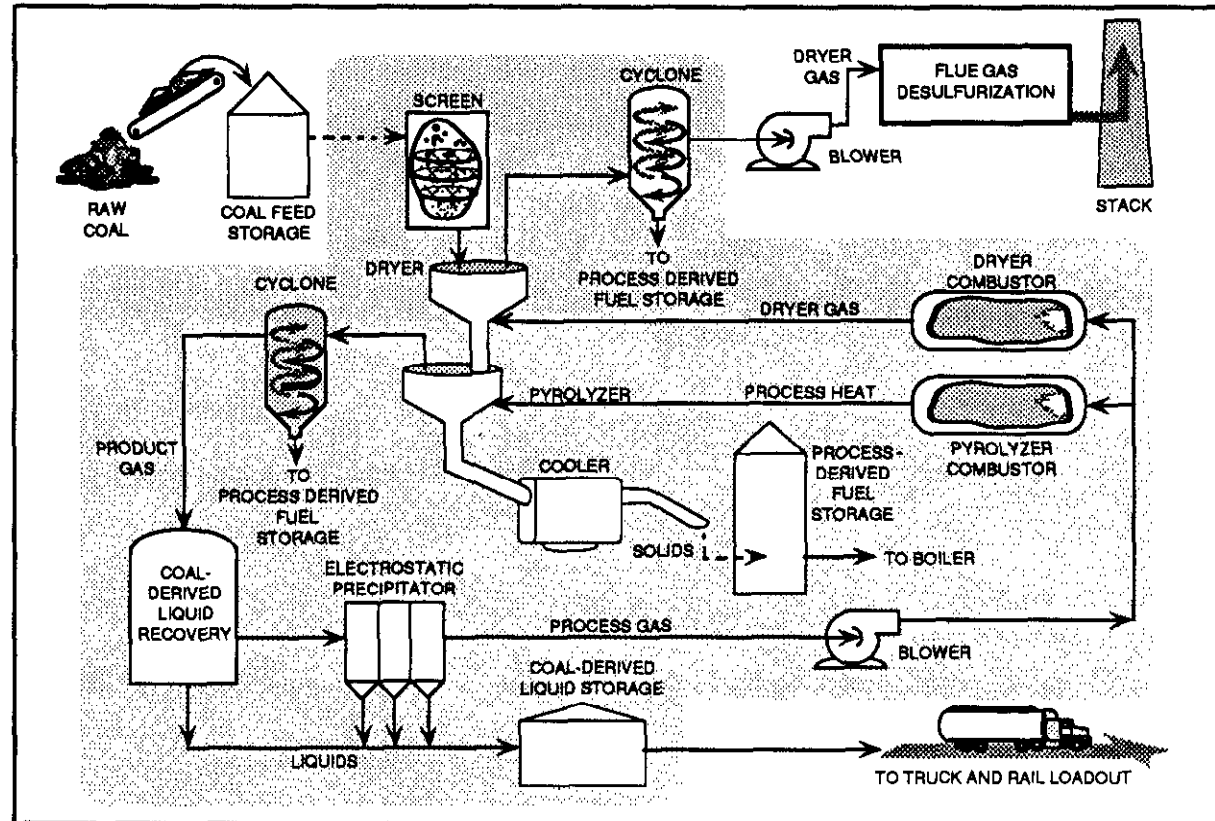 RAW
COAL
COAL FEED
STORAGE
SCREEN
CYCLONE
DRYER
GAS
FLUE GAS
DESULFURIZATION
BLOWER
STACK
DRYER
TO
PROCESS DERIVED
FUEL STORAGE
DRYER
COMBUSTOR
CYCLONE
DRYER GAS
PYROLYZER
PROCESS HEAT
PYROLYZER
COMBUSTOR
PRODUCT
GAS
TO
PROCESS DERIVED
FUEL
STORAGE
COOLER
PROCESS-
DERIVED
FUEL
STORAGE
SOLIDS
TO BOILER
COAL-
DERIVED
LIQUID
RECOVERY
ELECTROSTATIC
PRECIPITATOR
PROCESS GAS
BLOWER
COAL-DERIVED
LIQUID STORAGE
LIQUIDS
TO TRUCK AND RAIL LOADOUT